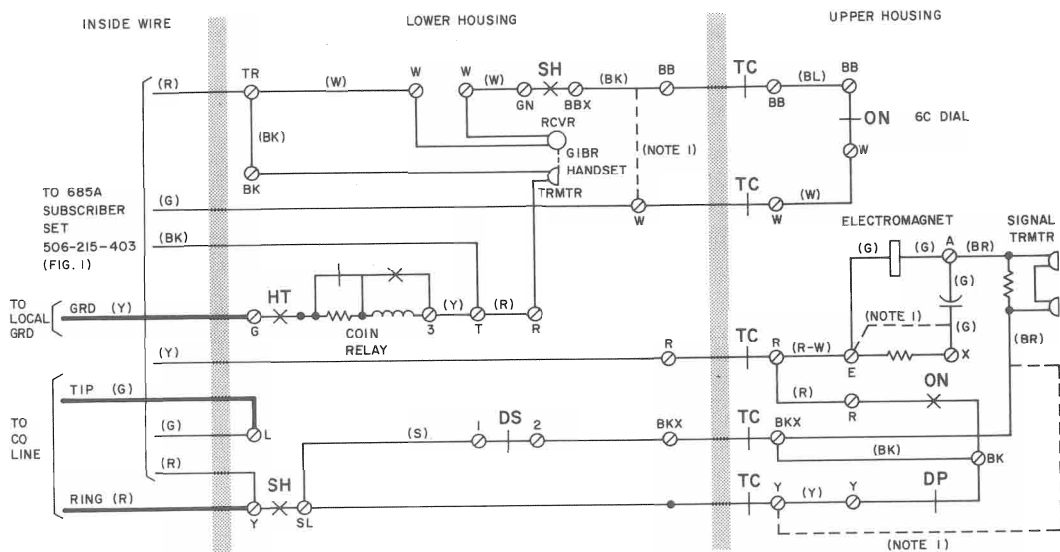 INSIDE WIRE LOWER HOUSING UPPER HOUSING
TR (W) W W (W) SH (BK) BB TC (BL) BB
(R)
GN BBX BB
RCVR ON 6C DIAL
(BK) G1BR (NOTE 1) W
HANDSET
BK TRMTR
TO 685A
SUBSCRIBER
SET
506-215-403
(FIG. 1)
(G) W TC W (W)
(BK)
ELECTROMAGNET SIGNAL
TRMTR
(G) (G) A (BR)
(G)
TO
LOCAL
GRD
GRD (Y) HT
G COIN
RELAY
3 (Y) T (R) R
(NOTE 1) (G)
(Y) R TC R (R-W) E X (BR)
TIP (G) (R) R ON
TO
CO
LINE
(G) L (S) 1 DS 2 BKX TC BKX
(R) (BK) BK
RING (R) Y SH SL TC Y (Y) Y DP
(NOTE 1)